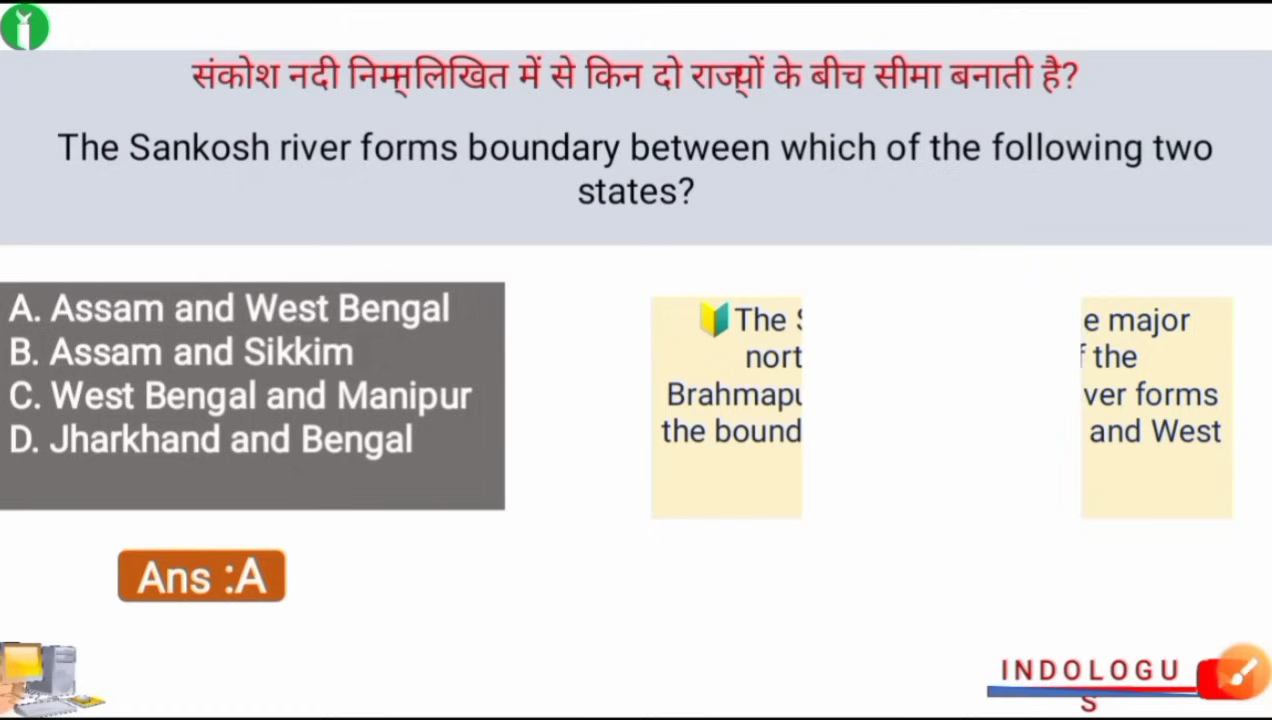 संकोश नदी निम्नलिखित में से किन दो राज्यों के बीच सीमा बनाती है?
The Sankosh river forms boundary between which of the following two
states?
A. Assam and West Bengal
B. Assam and Sikkim
C. West Bengal and Manipur
D. Jharkhand and Bengal
The
e major
nort
the
Brahmapu
ver forms
the bound
and West
Ans :A
INDOLOGU
S